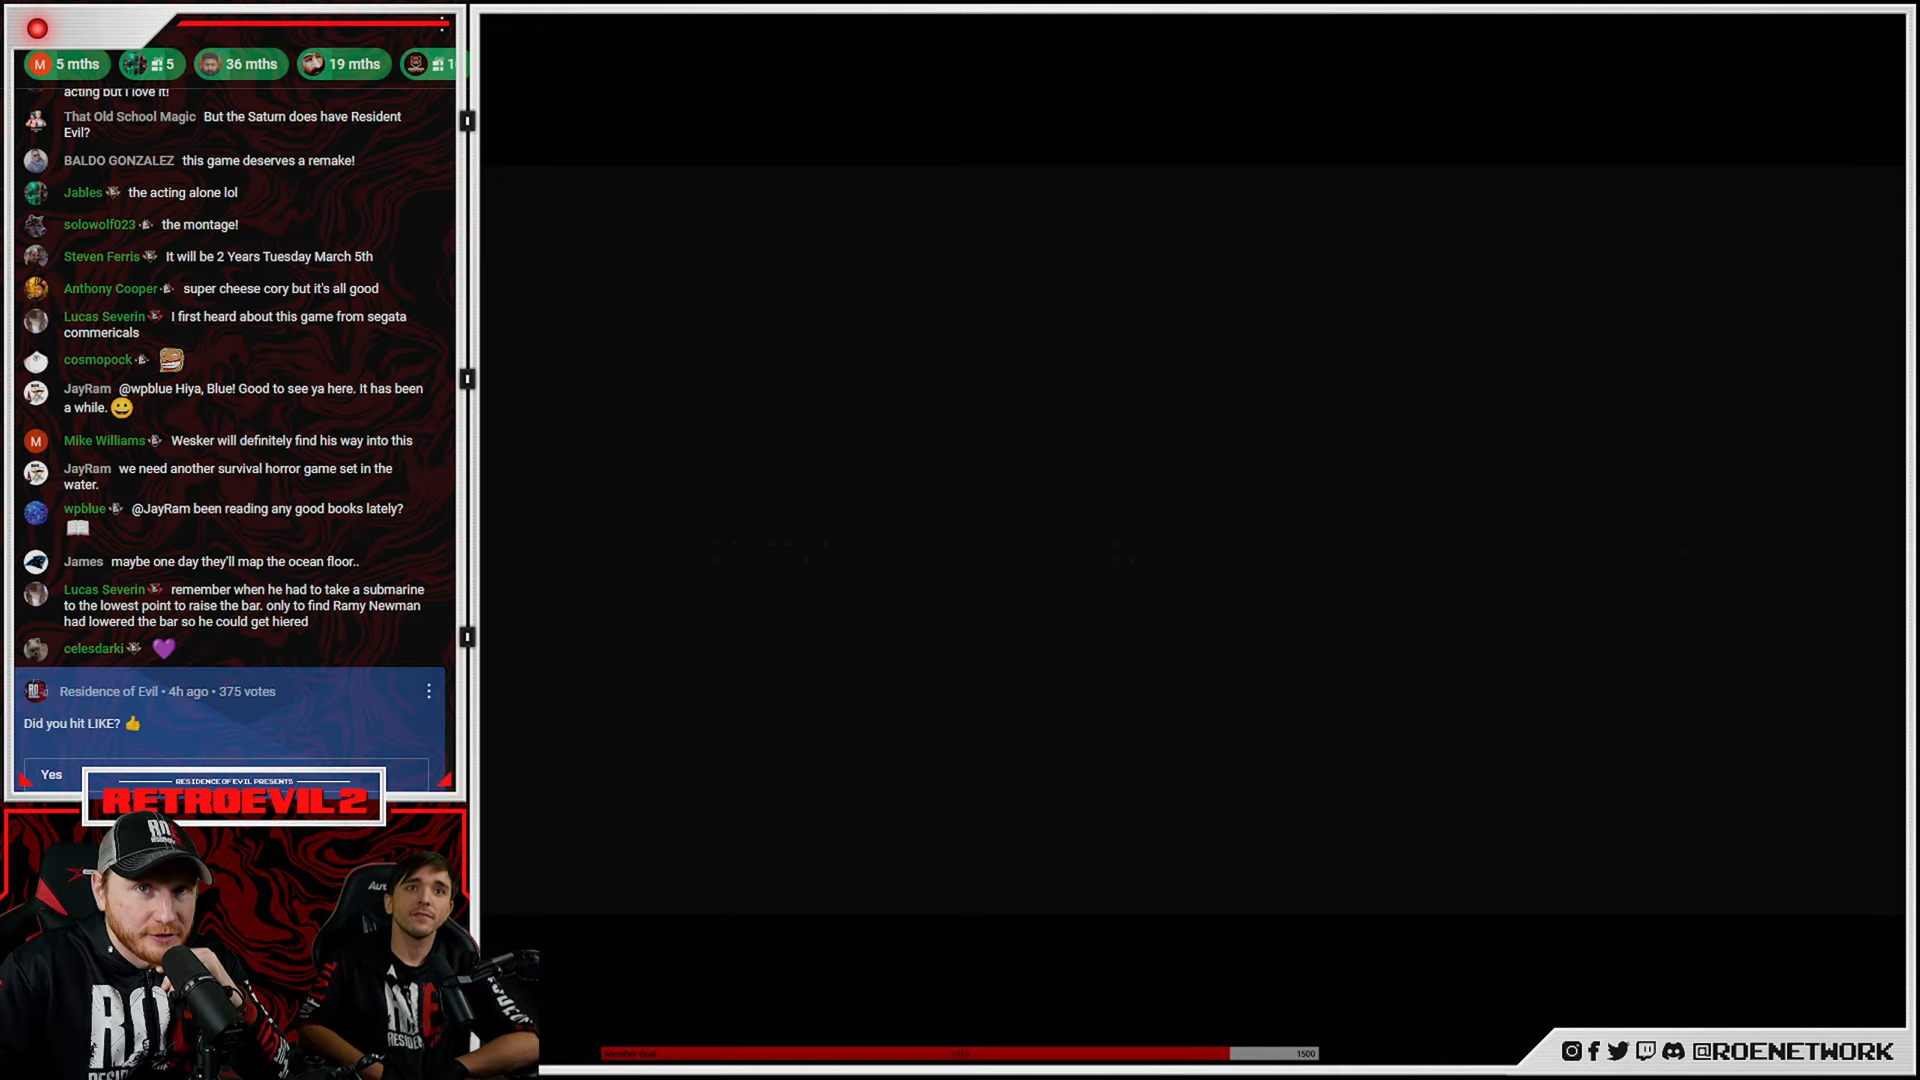 M 5 mths 5 36 mths 19 mths
acting but I love it!
That Old School Magic But the Saturn does have Resident
Evil?
BALDO GONZALEZ this game deserves a remake!
Jables the acting alone lol
solowolf023 the montage!
Steven Ferris It will be 2 Years Tuesday March 5th
Anthony Cooper super cheese cory but it's all good
Lucas Severin I first heard about this game from segata
commericals
cosmopock
JayRam @wpblue Hiya, Blue! Good to see ya here. It has been
a while.
M Mike Williams Wesker will definitely find his way into this
JayRam we need another survival horror game set in the
water.
wpblue @JayRam been reading any good books lately?
James maybe one day they'll map the ocean floor..
Lucas Severin remember when he had to take a submarine
to the lowest point to raise the bar. only to find Ramy Newman
had lowered the bar so he could get hiered
celesdarki
Residence of Evil • 4h ago • 375 votes
Did you hit LIKE?
Yes
RESIDENCE OF EVIL PRESENTS
RETROEVIL 2
Member Goal 1500
@ROENETWORK